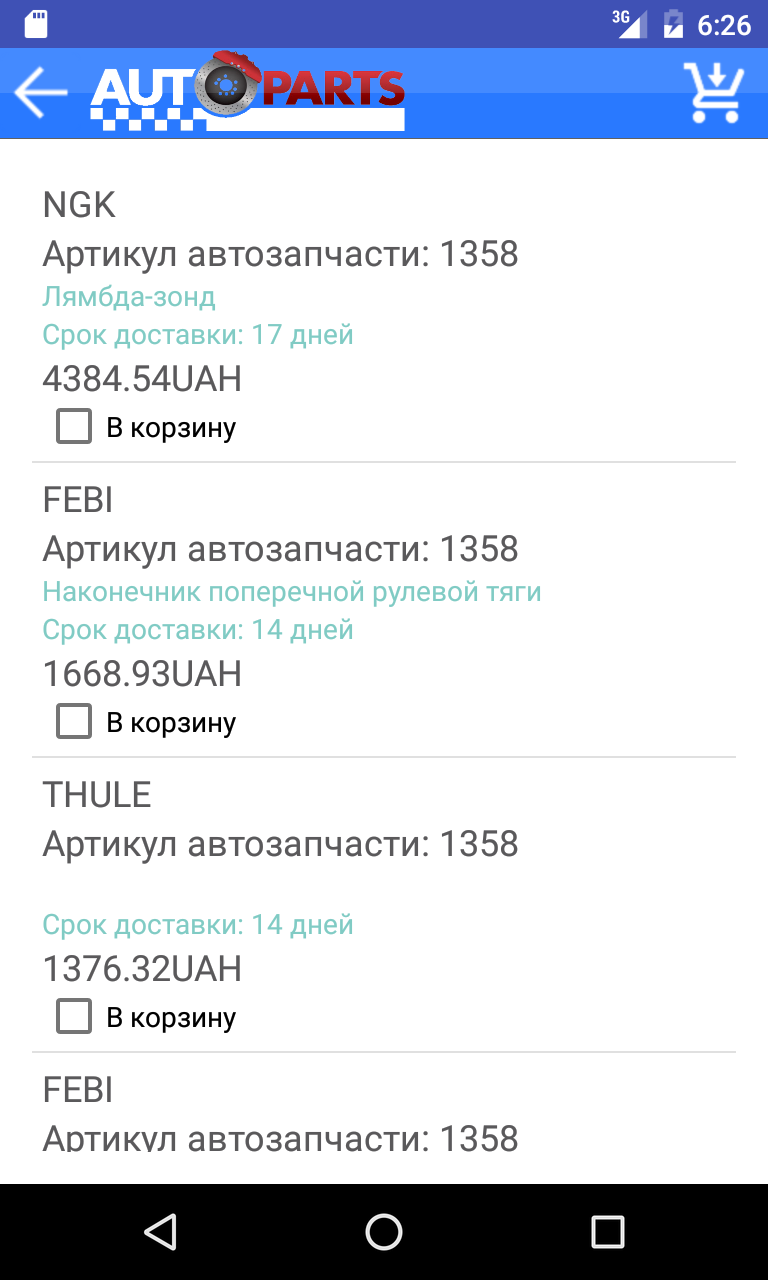 3G 6:26
AUTOPARTS
NGK
Артикул автозапчасти: 1358
Лямбда-зонд
Срок доставки: 17 дней
4384.54UAH
В корзину
FEBI
Артикул автозапчасти: 1358
Наконечник поперечной рулевой тяги
Срок доставки: 14 дней
1668.93UAH
В корзину
THULE
Артикул автозапчасти: 1358
Срок доставки: 14 дней
1376.32UAH
В корзину
FEBI
Артикул автозапчасти: 1358